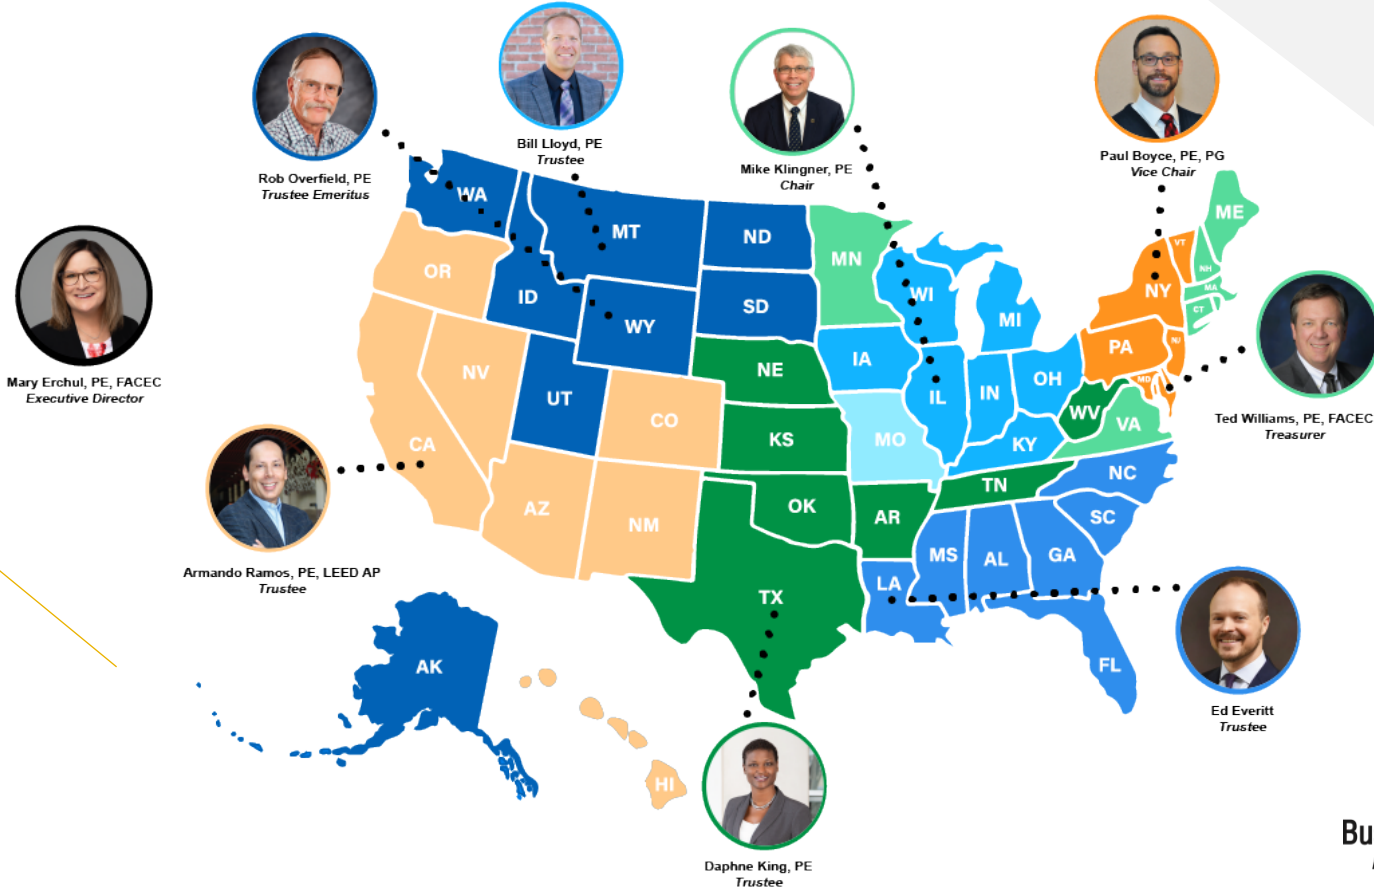 Rob Overfield, PE
Trustee Emeritus
Bill Lloyd, PE
Trustee
Mike Klingner, PE
Chair
Paul Boyce, PE, PG
Vice Chair
Mary Erchul, PE, FACEC
Executive Director
Ted Williams, PE, FACEC
Treasurer
Armando Ramos, PE, LEED AP
Trustee
Ed Everitt
Trustee
Daphne King, PE
Trustee
WA
MT
ND
MN
ME
VT
NH
OR
ID
WY
SD
WI
MI
NY
MA
CT
NV
UT
NE
IA
IL
IN
OH
PA
NJ
MD
CA
CO
KS
MO
KY
WV
VA
AZ
NM
OK
AR
TN
NC
SC
TX
LA
MS
AL
GA
FL
AK
HI
Bu